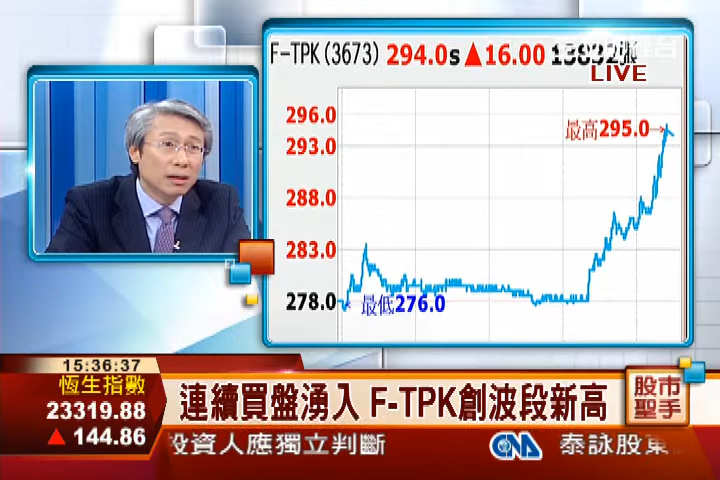 F-TPK(3673) 294.0s▲16.00
LIVE
296.0
最高295.0
293.0
288.0
283.0
278.0
最低276.0
15:36:37
恆生指數
23319.88
▲ 144.86
連續買盤湧入 F-TPK創波段新高
股市
聖手
投資人應獨立判斷 CNA 泰詠股東